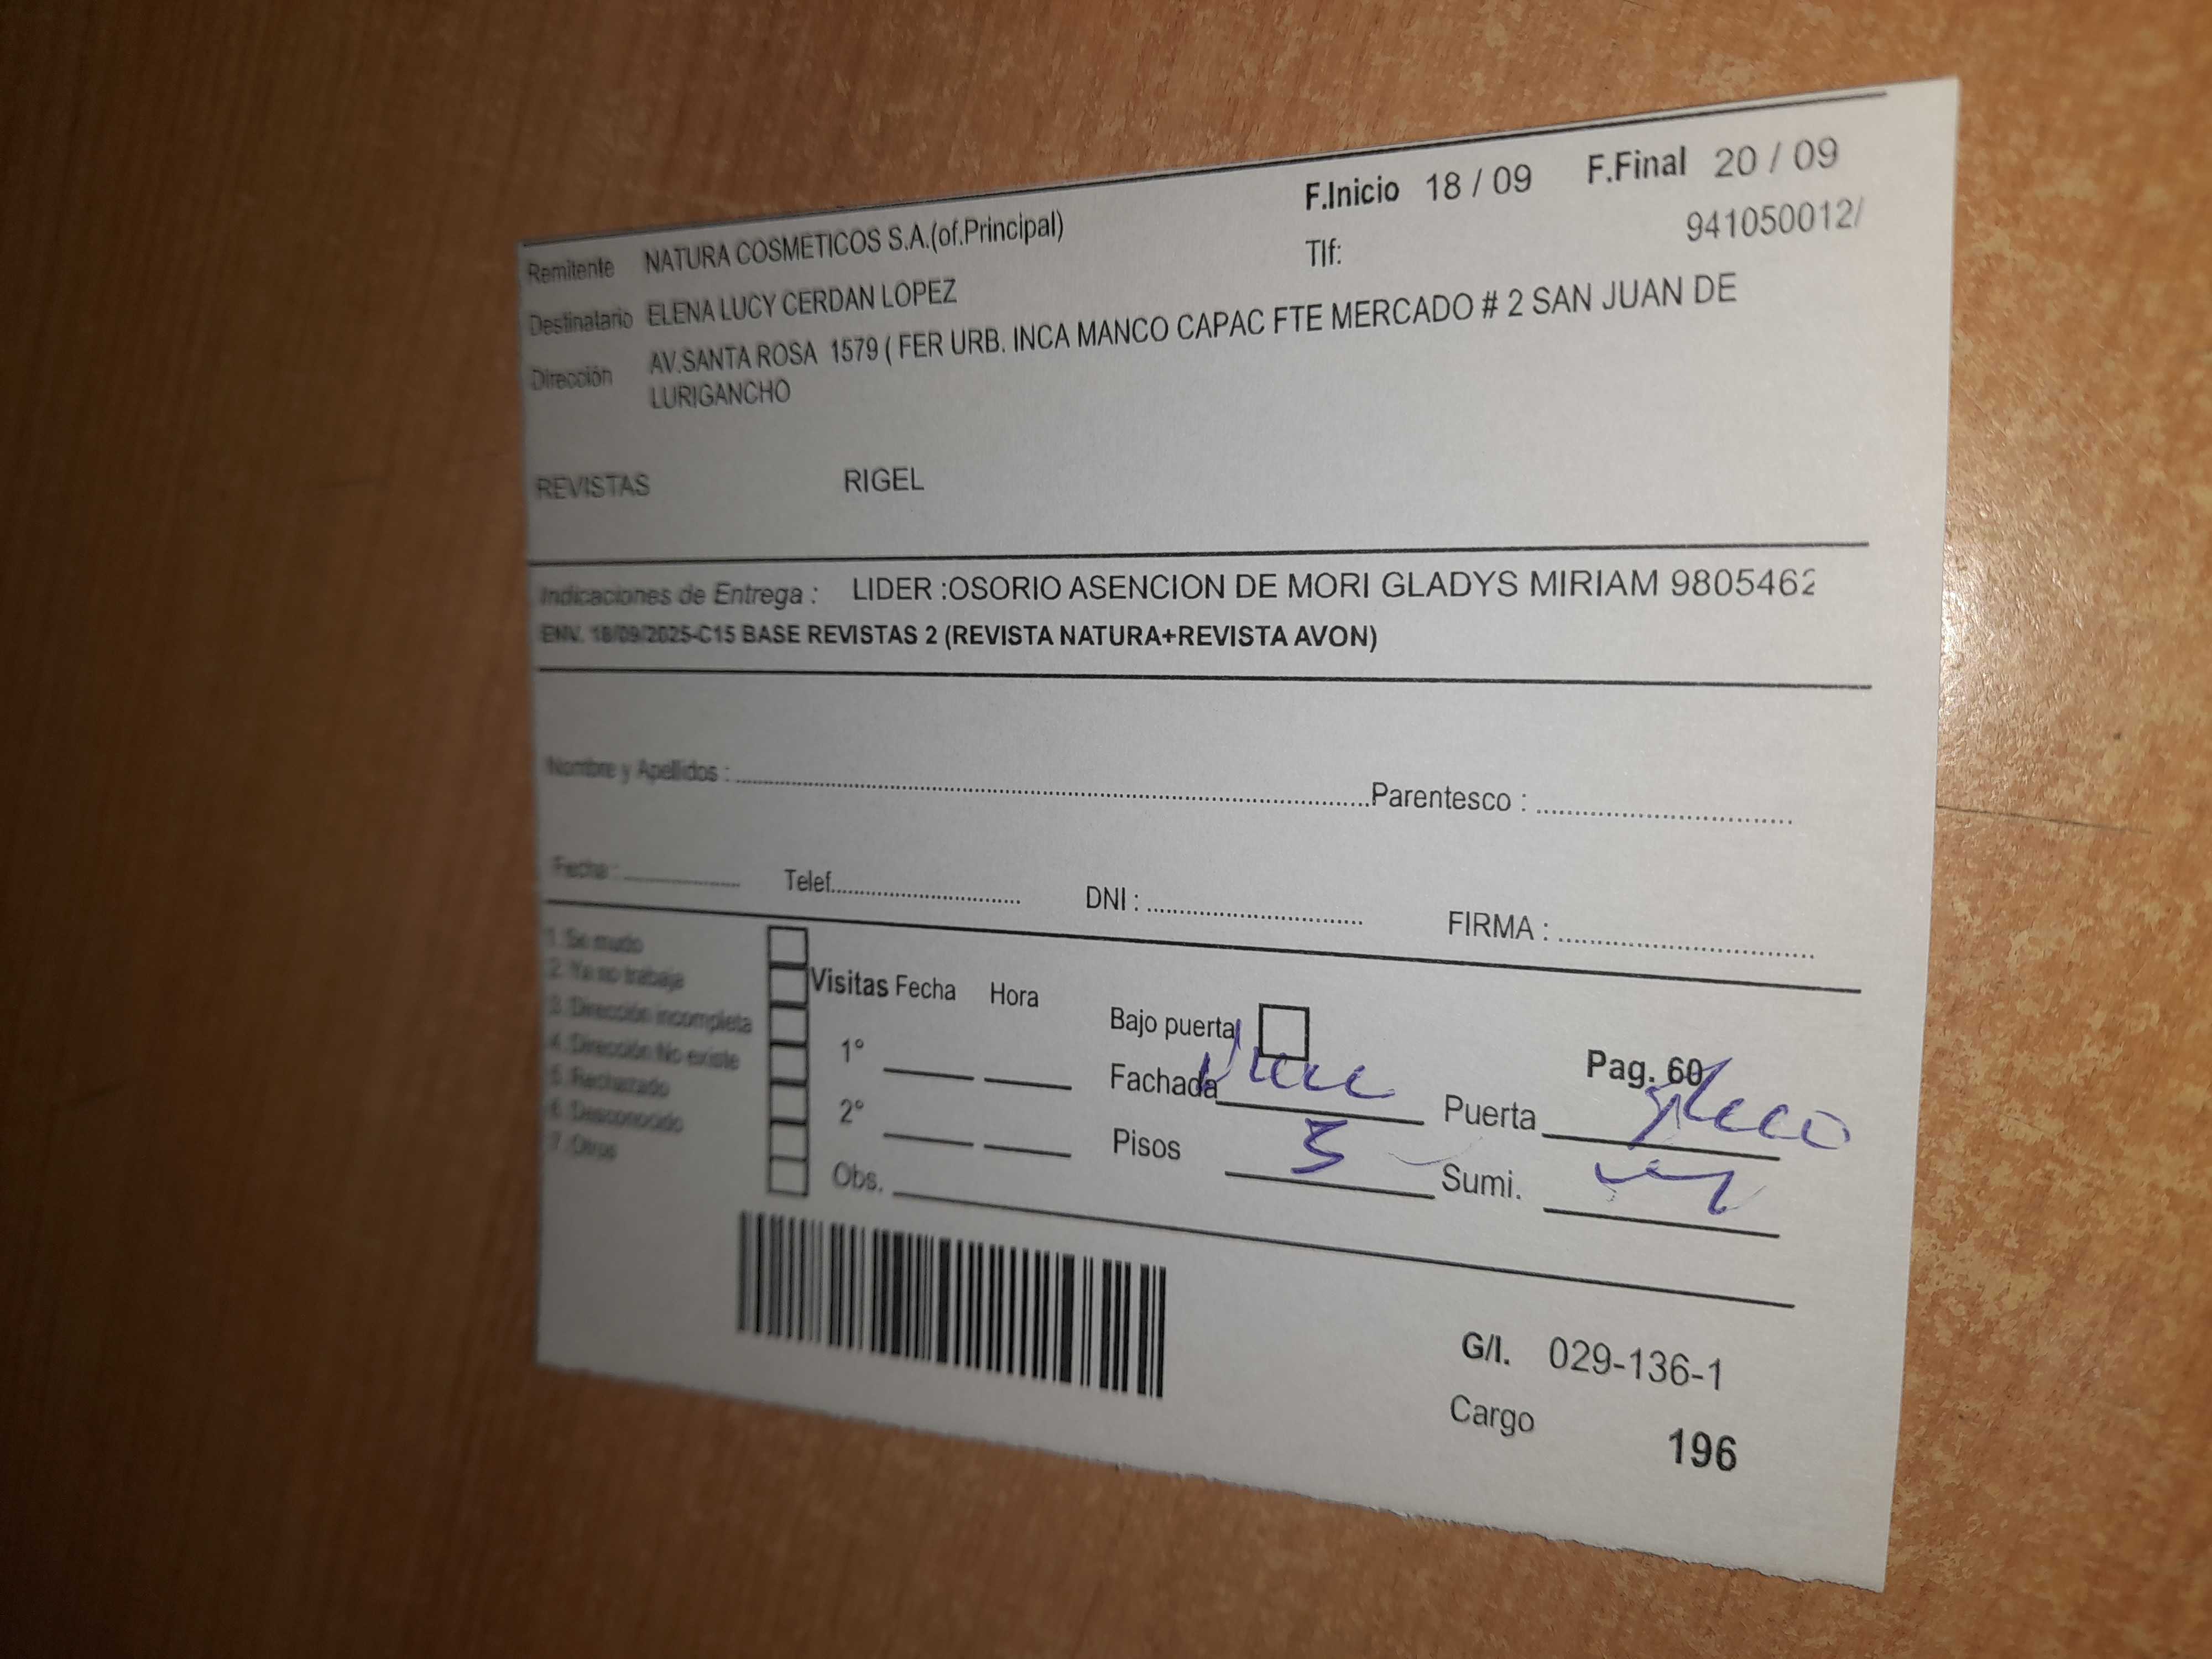 F.Inicio 18 / 09 F.Final 20 / 09
Remitente NATURA COSMETICOS S.A.(of.Principal) Tlf: 941050012/
Destinatario ELENA LUCY CERDAN LOPEZ
Dirección AV.SANTA ROSA 1579 ( FER URB. INCA MANCO CAPAC FTE MERCADO # 2 SAN JUAN DE
LURIGANCHO
REVISTAS RIGEL
Indicaciones de Entrega : LIDER :OSORIO ASENCION DE MORI GLADYS MIRIAM 9805462
ENV. 18/09/2025-C15 BASE REVISTAS 2 (REVISTA NATURA+REVISTA AVON)
Nombre y Apellidos : Parentesco :
Fecha : Telef. DNI : FIRMA :
1. Se mudo
2. Ya no trabaja
3. Dirección incompleta
4. Dirección No existe
5. Rechazado
6. Desconocido
7. Otros
Visitas Fecha Hora
1°
2°
Obs.
Bajo puerta
Fachada
Pisos 3
Pag. 60
Puerta
Sumi.
G/I. 029-136-1
Cargo 196